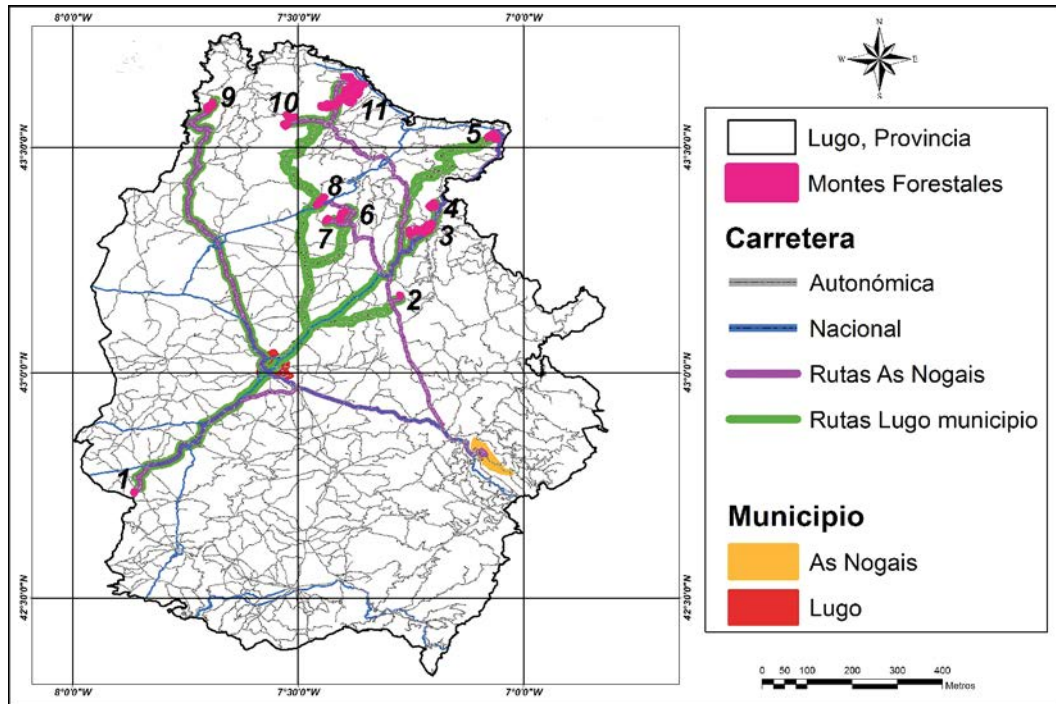 8°0'0"W
7°30'0"W
7°0'0"W
43°30'0"N
43°0'0"N
42°30'0"N
43°30'0"N
43°0'0"N
42°30'0"N
9
10
11
5
8
4
6
7
3
2
1
8°0'0"W
7°30'0"W
7°0'0"W
N
W
E
S
Lugo, Provincia
Montes Forestales
Carretera
Autonómica
Nacional
Rutas As Nogais
Rutas Lugo municipio
Municipio
As Nogais
Lugo
0 50 100 200 300 400
Metros